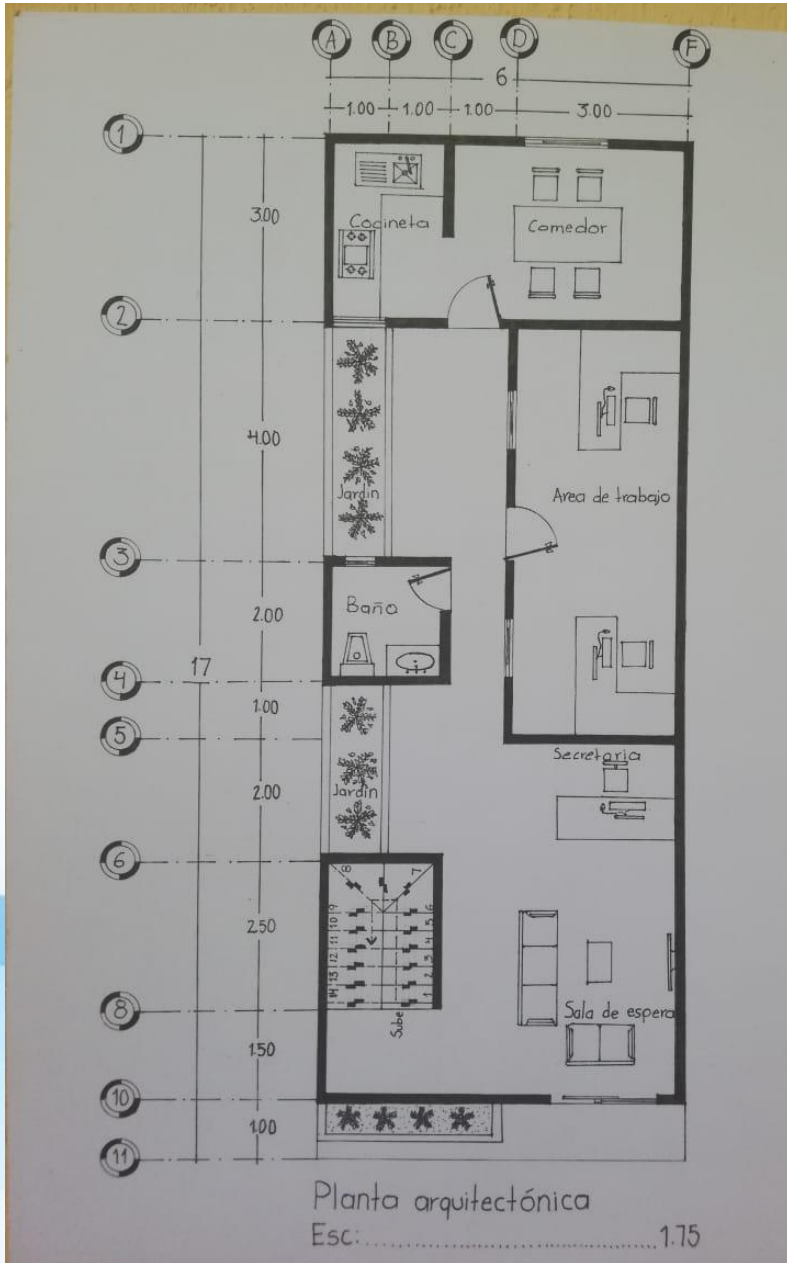 A B C D F
6
1.00 1.00 1.00 3.00
1
3.00
Cocineta
Comedor
2
4.00
Jardin
Area de trabajo
3
2.00
Baño
17
4
1.00
5
Secretaria
2.00
Jardin
6
8 7
9 6
10 5
11 4
12 3
13 2
14 1
2.50
Sube
8
Sala de espera
1.50
10
1.00
11
Planta arquitectónica
Esc:..........................................1.75